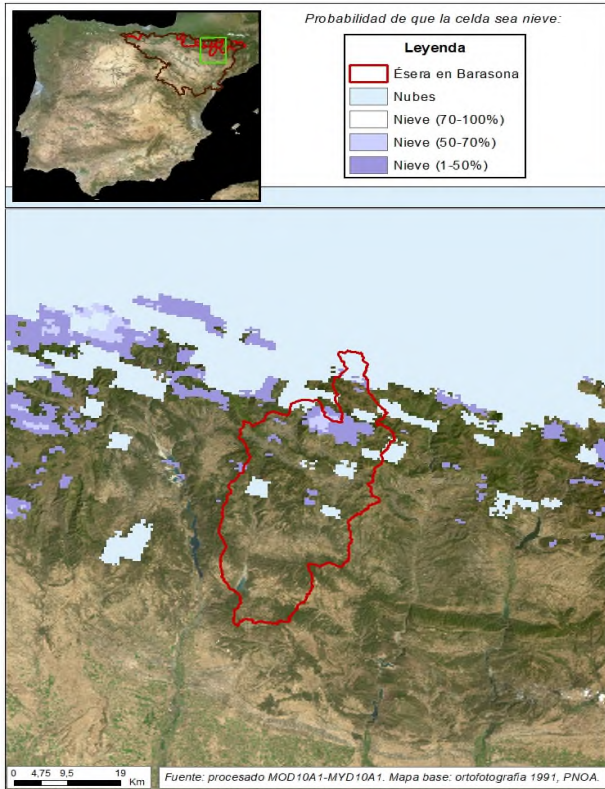 Probabilidad de que la celda sea nieve:
Leyenda
Ésera en Barasona
Nubes
Nieve (70-100%)
Nieve (50-70%)
Nieve (1-50%)
0 4,75 9,5 19
Km
Fuente: procesado MOD10A1-MYD10A1. Mapa base: ortofotografía 1991, PNOA.